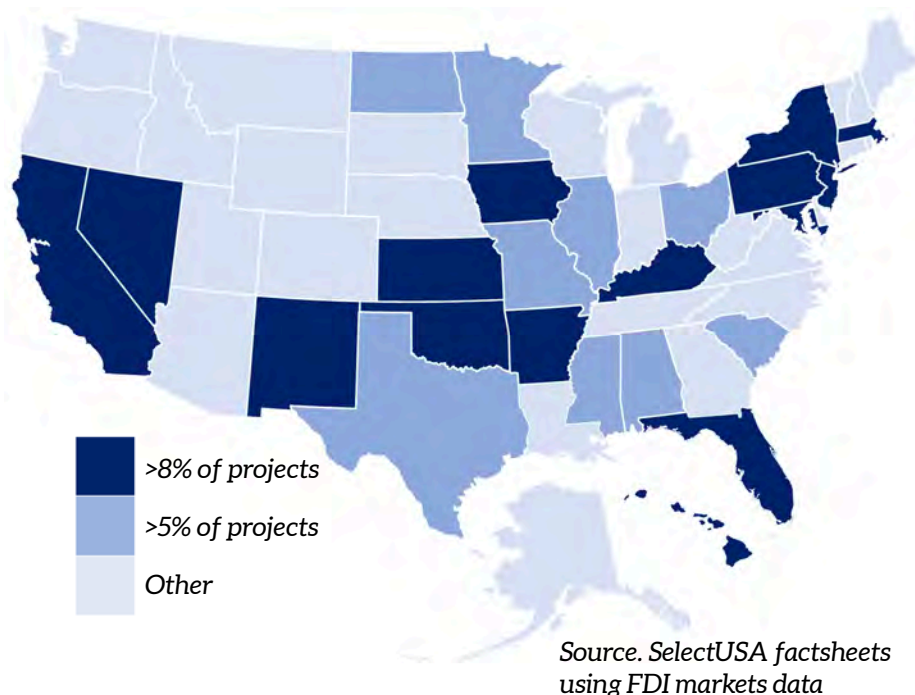 >8% of projects
>5% of projects
Other
Source. SelectUSA factsheets
using FDI markets data